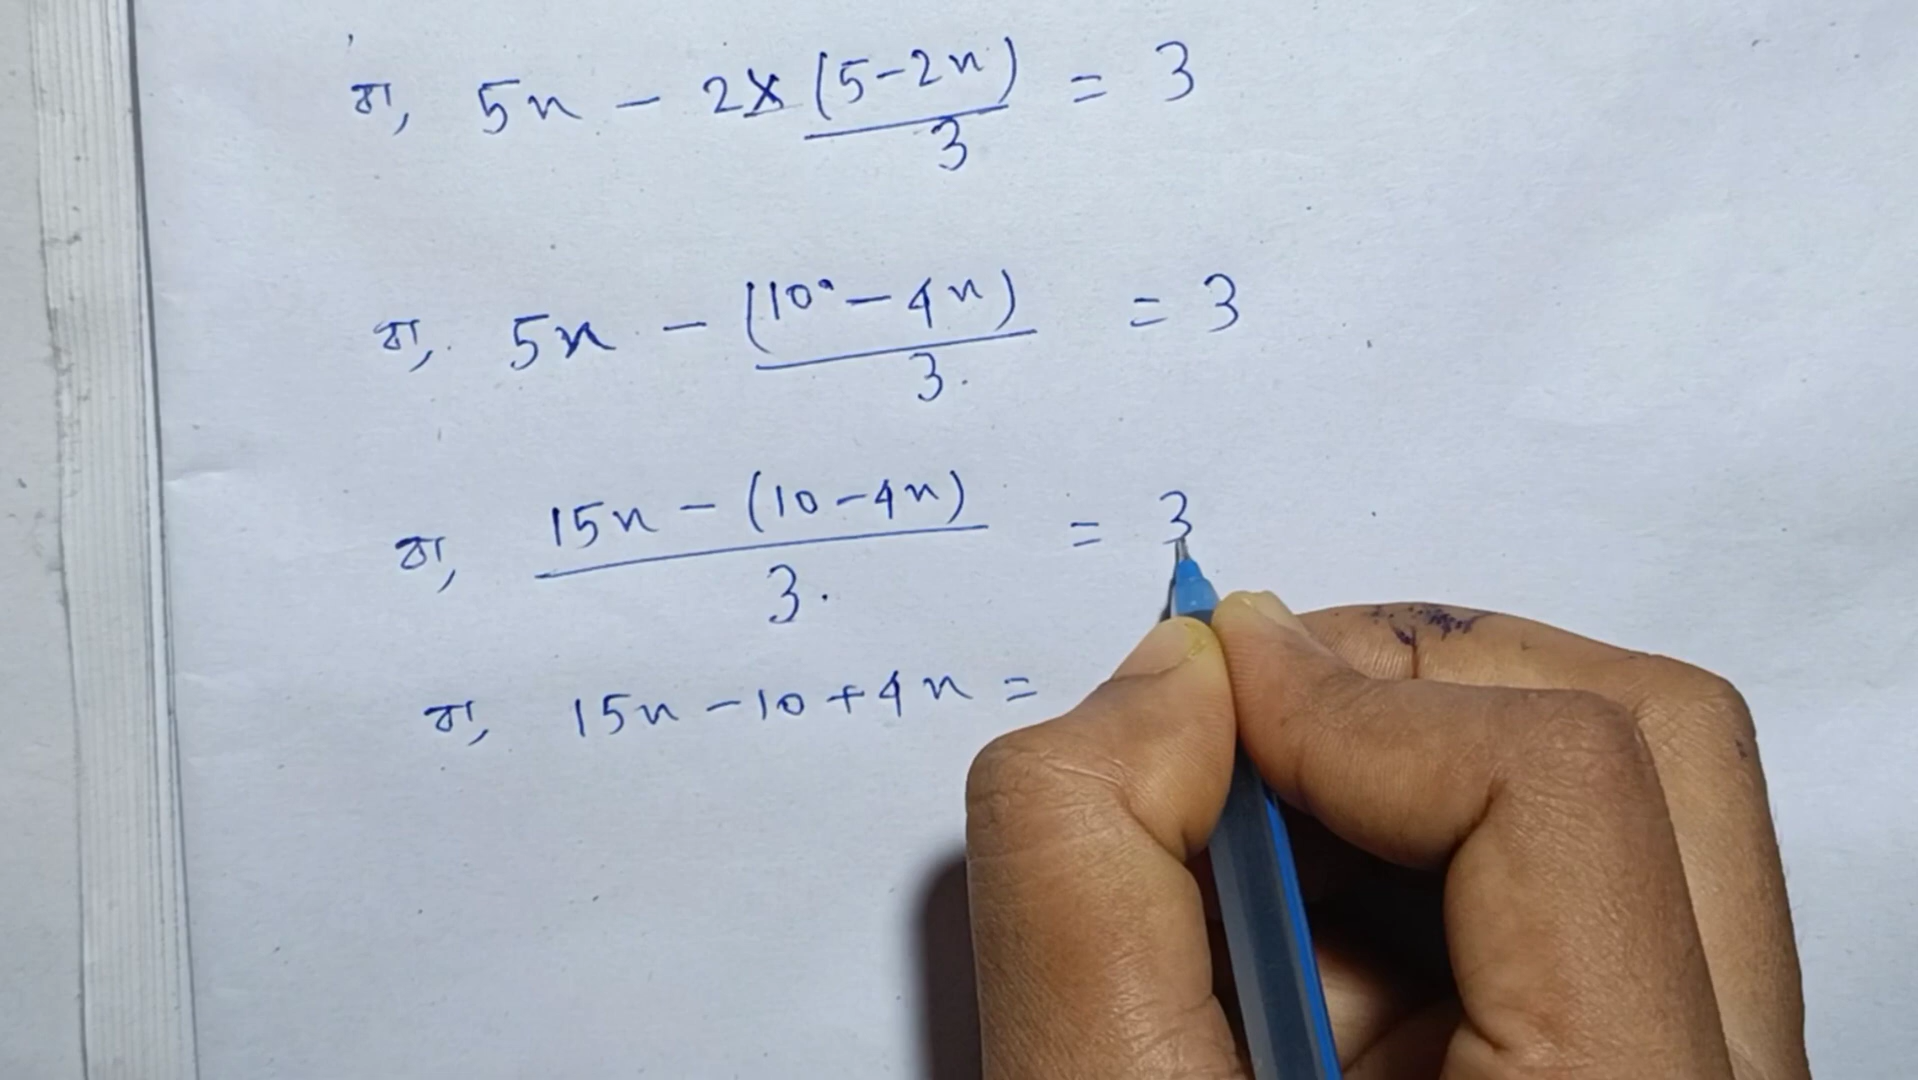 বা, 5x - 2 × (5-2x)/3 = 3
বা, 5x - (10 - 4x)/3 = 3
বা, 15x - (10-4x)/3 = 3
বা, 15x - 10 + 4x =